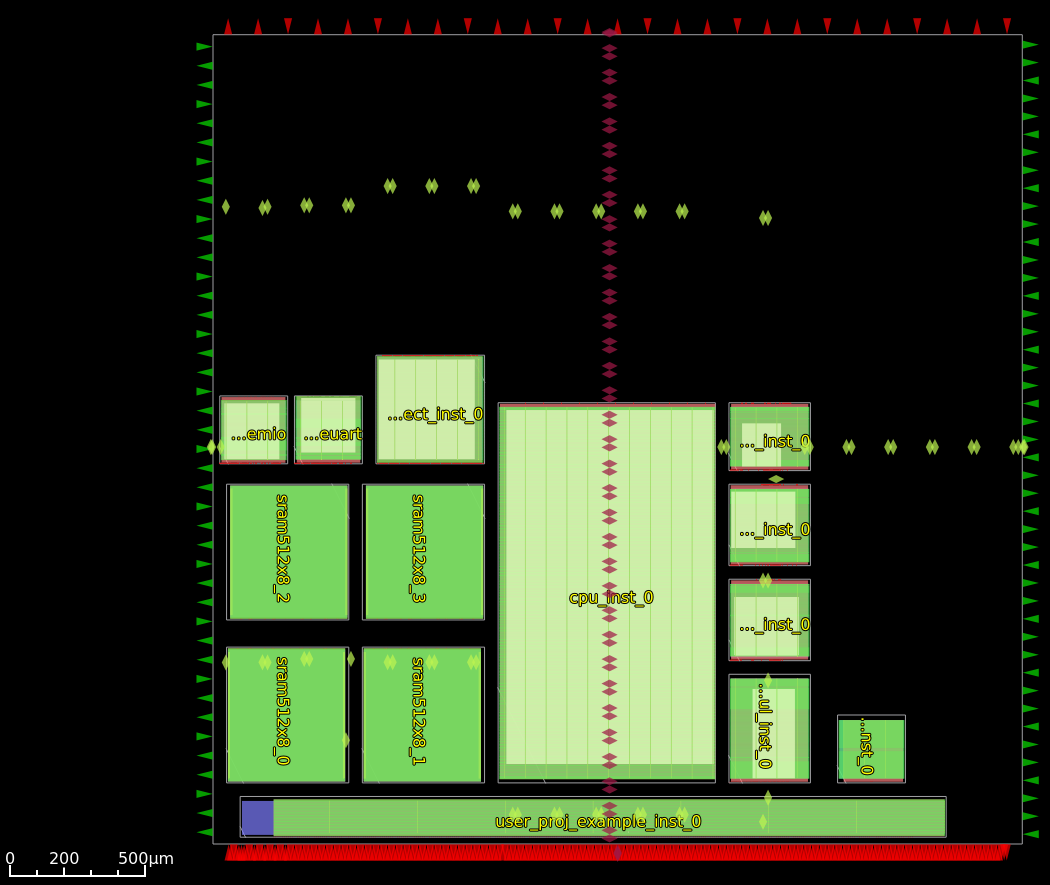 ...ect_inst_0
...emio
...euart
..._inst_0
sram512x8_2
sram512x8_3
..._inst_0
cpu_inst_0
..._inst_0
sram512x8_0
sram512x8_1
...ul_inst_0
...nst_0
user_proj_example_inst_0
0 200 500µm